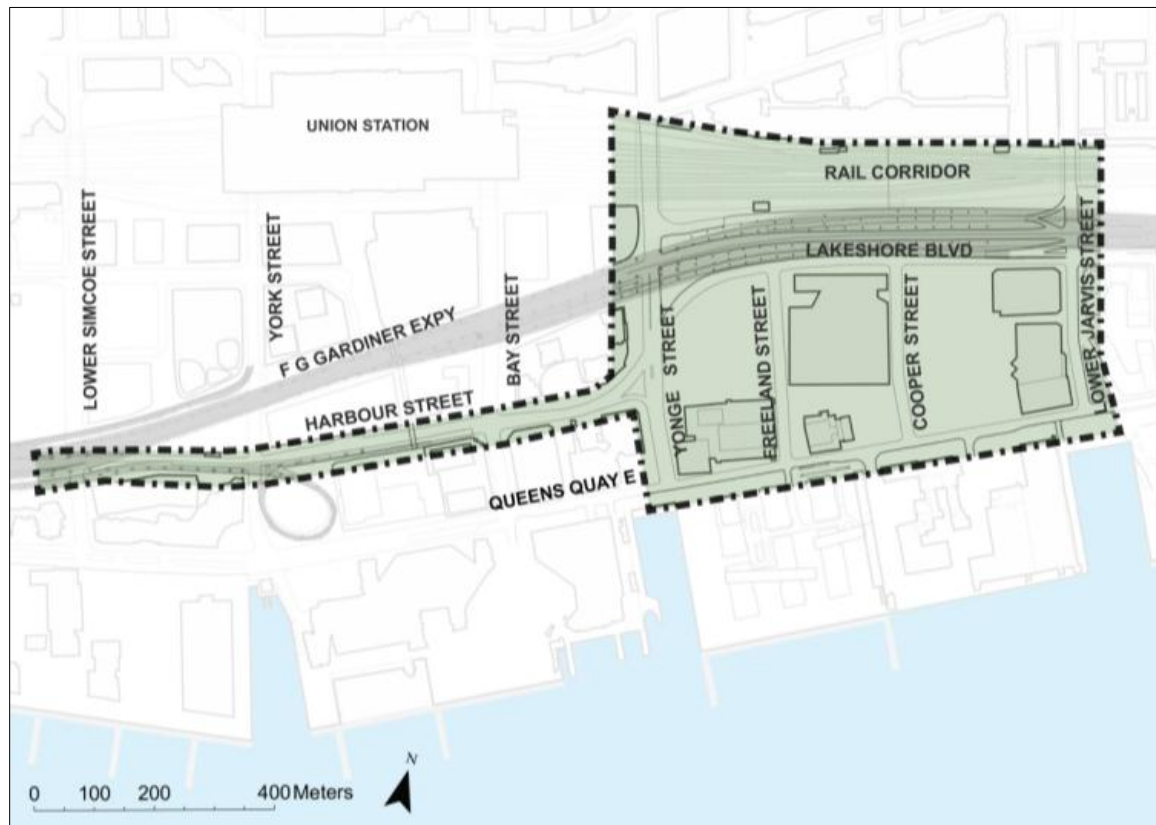 UNION STATION
RAIL CORRIDOR
LAKESHORE BLVD
LOWER SIMCOE STREET
YORK STREET
F G GARDINER EXPY
BAY STREET
HARBOUR STREET
YONGE STREET
FREELAND STREET
COOPER STREET
LOWER JARVIS STREET
QUEENS QUAY E
N
0 100 200 400 Meters